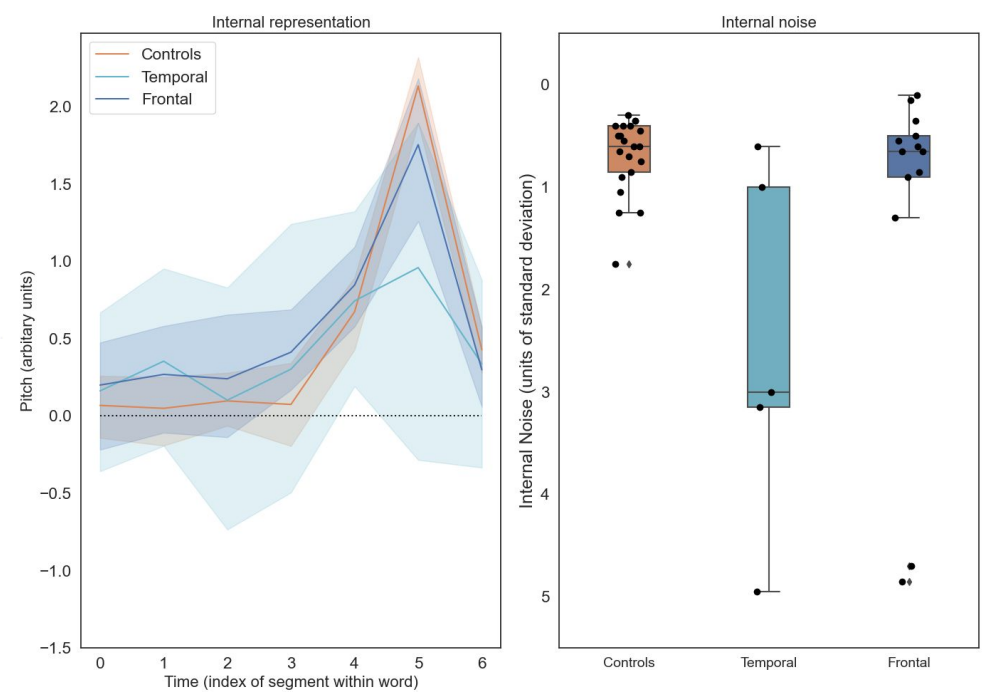 Internal representation
Controls
Temporal
Frontal
Pitch (arbitary units)
2.0
1.5
1.0
0.5
0.0
−0.5
−1.0
−1.5
0 1 2 3 4 5 6
Time (index of segment within word)
Internal noise
Internal Noise (units of standard deviation)
0
1
2
3
4
5
Controls Temporal Frontal